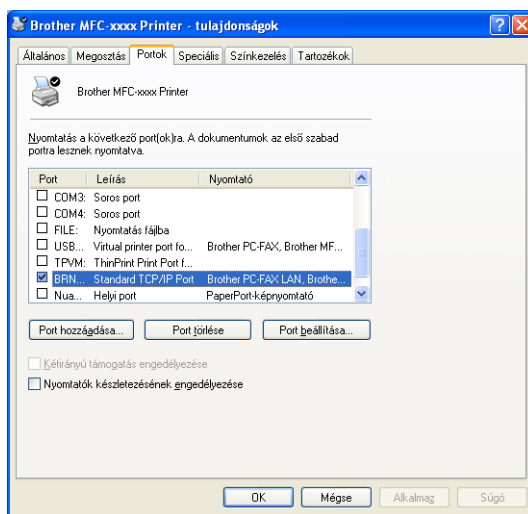 Brother MFC-xxxx Printer - tulajdonságok
Általános Megosztás Portok Speciális Színkezelés Tartozékok
Brother MFC-xxxx Printer
Nyomtatás a következő port(ok)ra. A dokumentumok az első szabad
portra lesznek nyomtatva.
Port Leírás Nyomtató
COM3: Soros port
COM4: Soros port
FILE: Nyomtatás fájlba
USB... Virtual printer port fo... Brother PC-FAX, Brother MF...
TPVM: ThinPrint Print Port f...
BRN... Standard TCP/IP Port Brother PC-FAX LAN, Brothe...
Nua... Helyi port PaperPort-képnyomtató
Port hozzáadása... Port törlése Port beállítása...
Kétirányú támogatás engedélyezése
Nyomtatók készletezésének engedélyezése
OK Mégse Alkalmaz Súgó